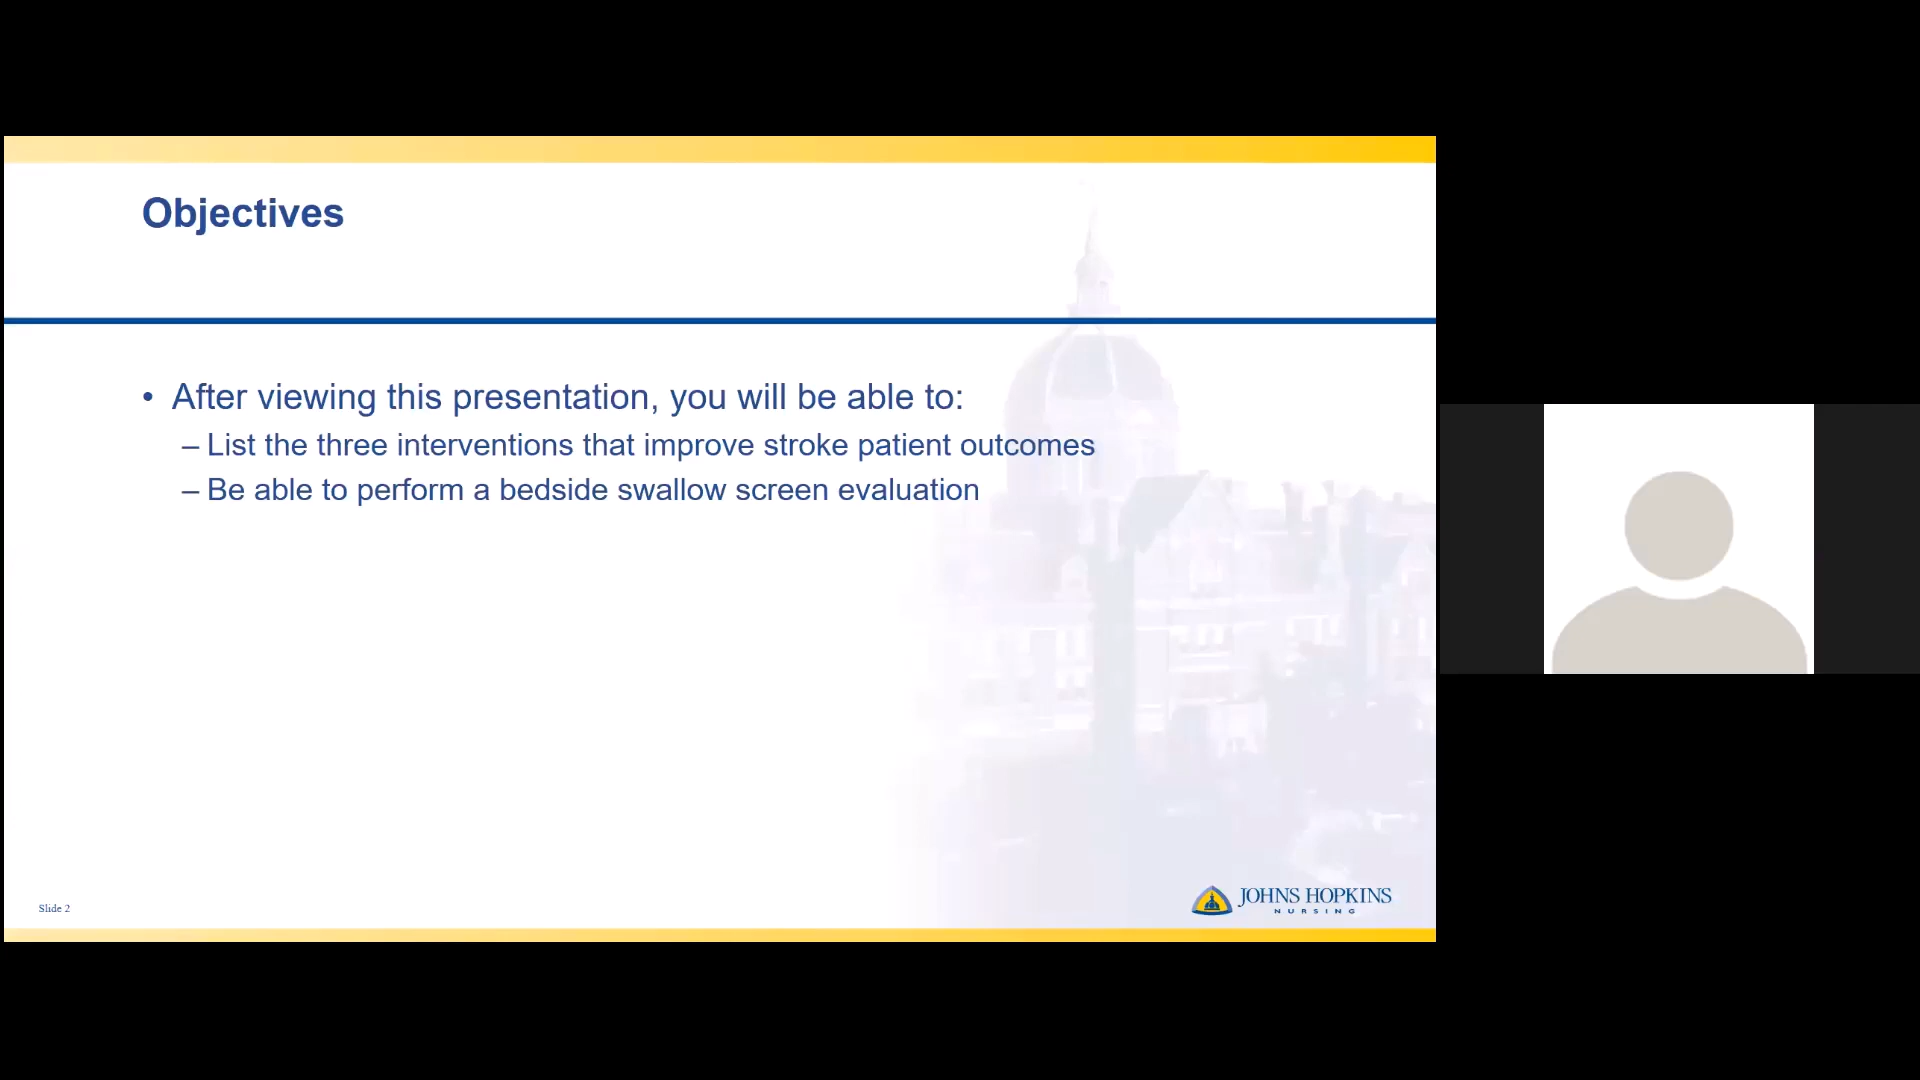 Objectives
• After viewing this presentation, you will be able to:
– List the three interventions that improve stroke patient outcomes
– Be able to perform a bedside swallow screen evaluation
Slide 2
JOHNS HOPKINS
NURSING